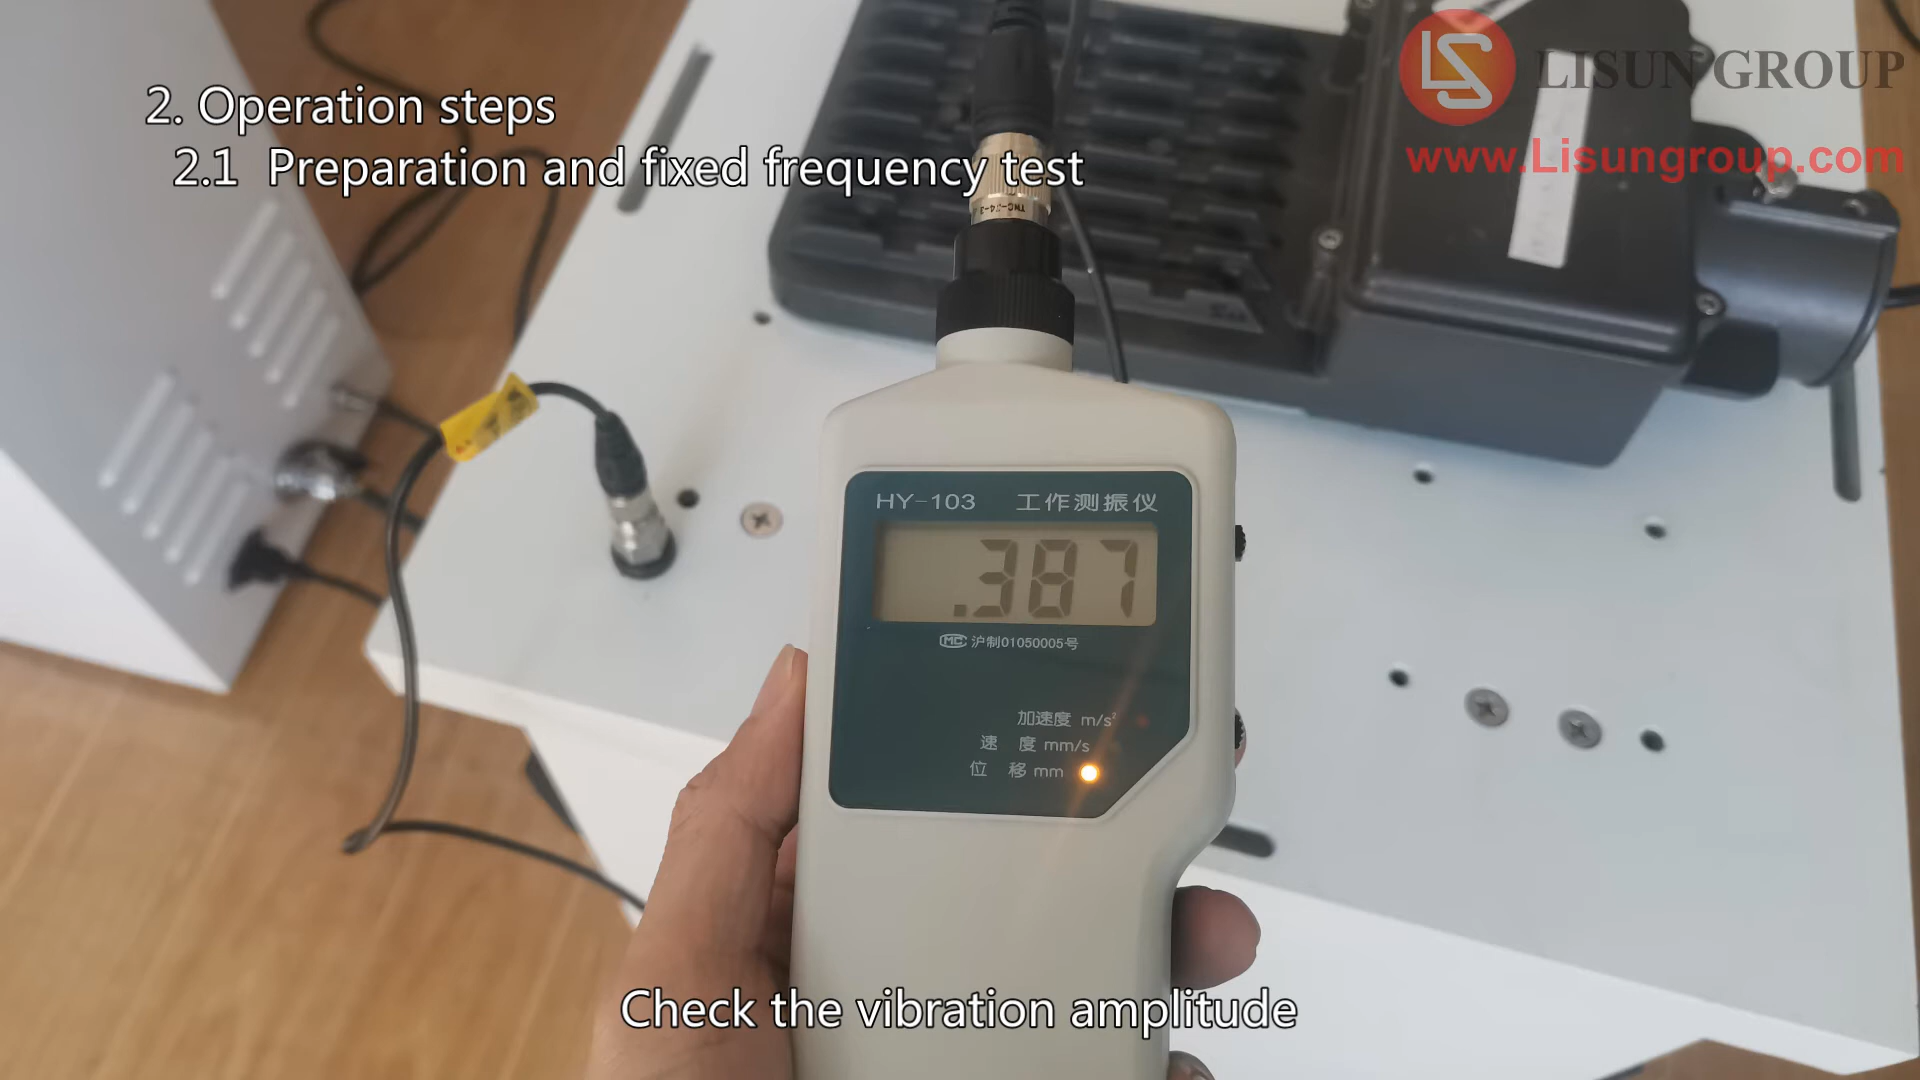 LISUN GROUP
www.Lisungroup.com
2. Operation steps
2.1 Preparation and fixed frequency test
HY-103 工作测振仪
.387
MC 沪制01050005号
加速度 m/s²
速 度 mm/s
位 移 mm
Check the vibration amplitude